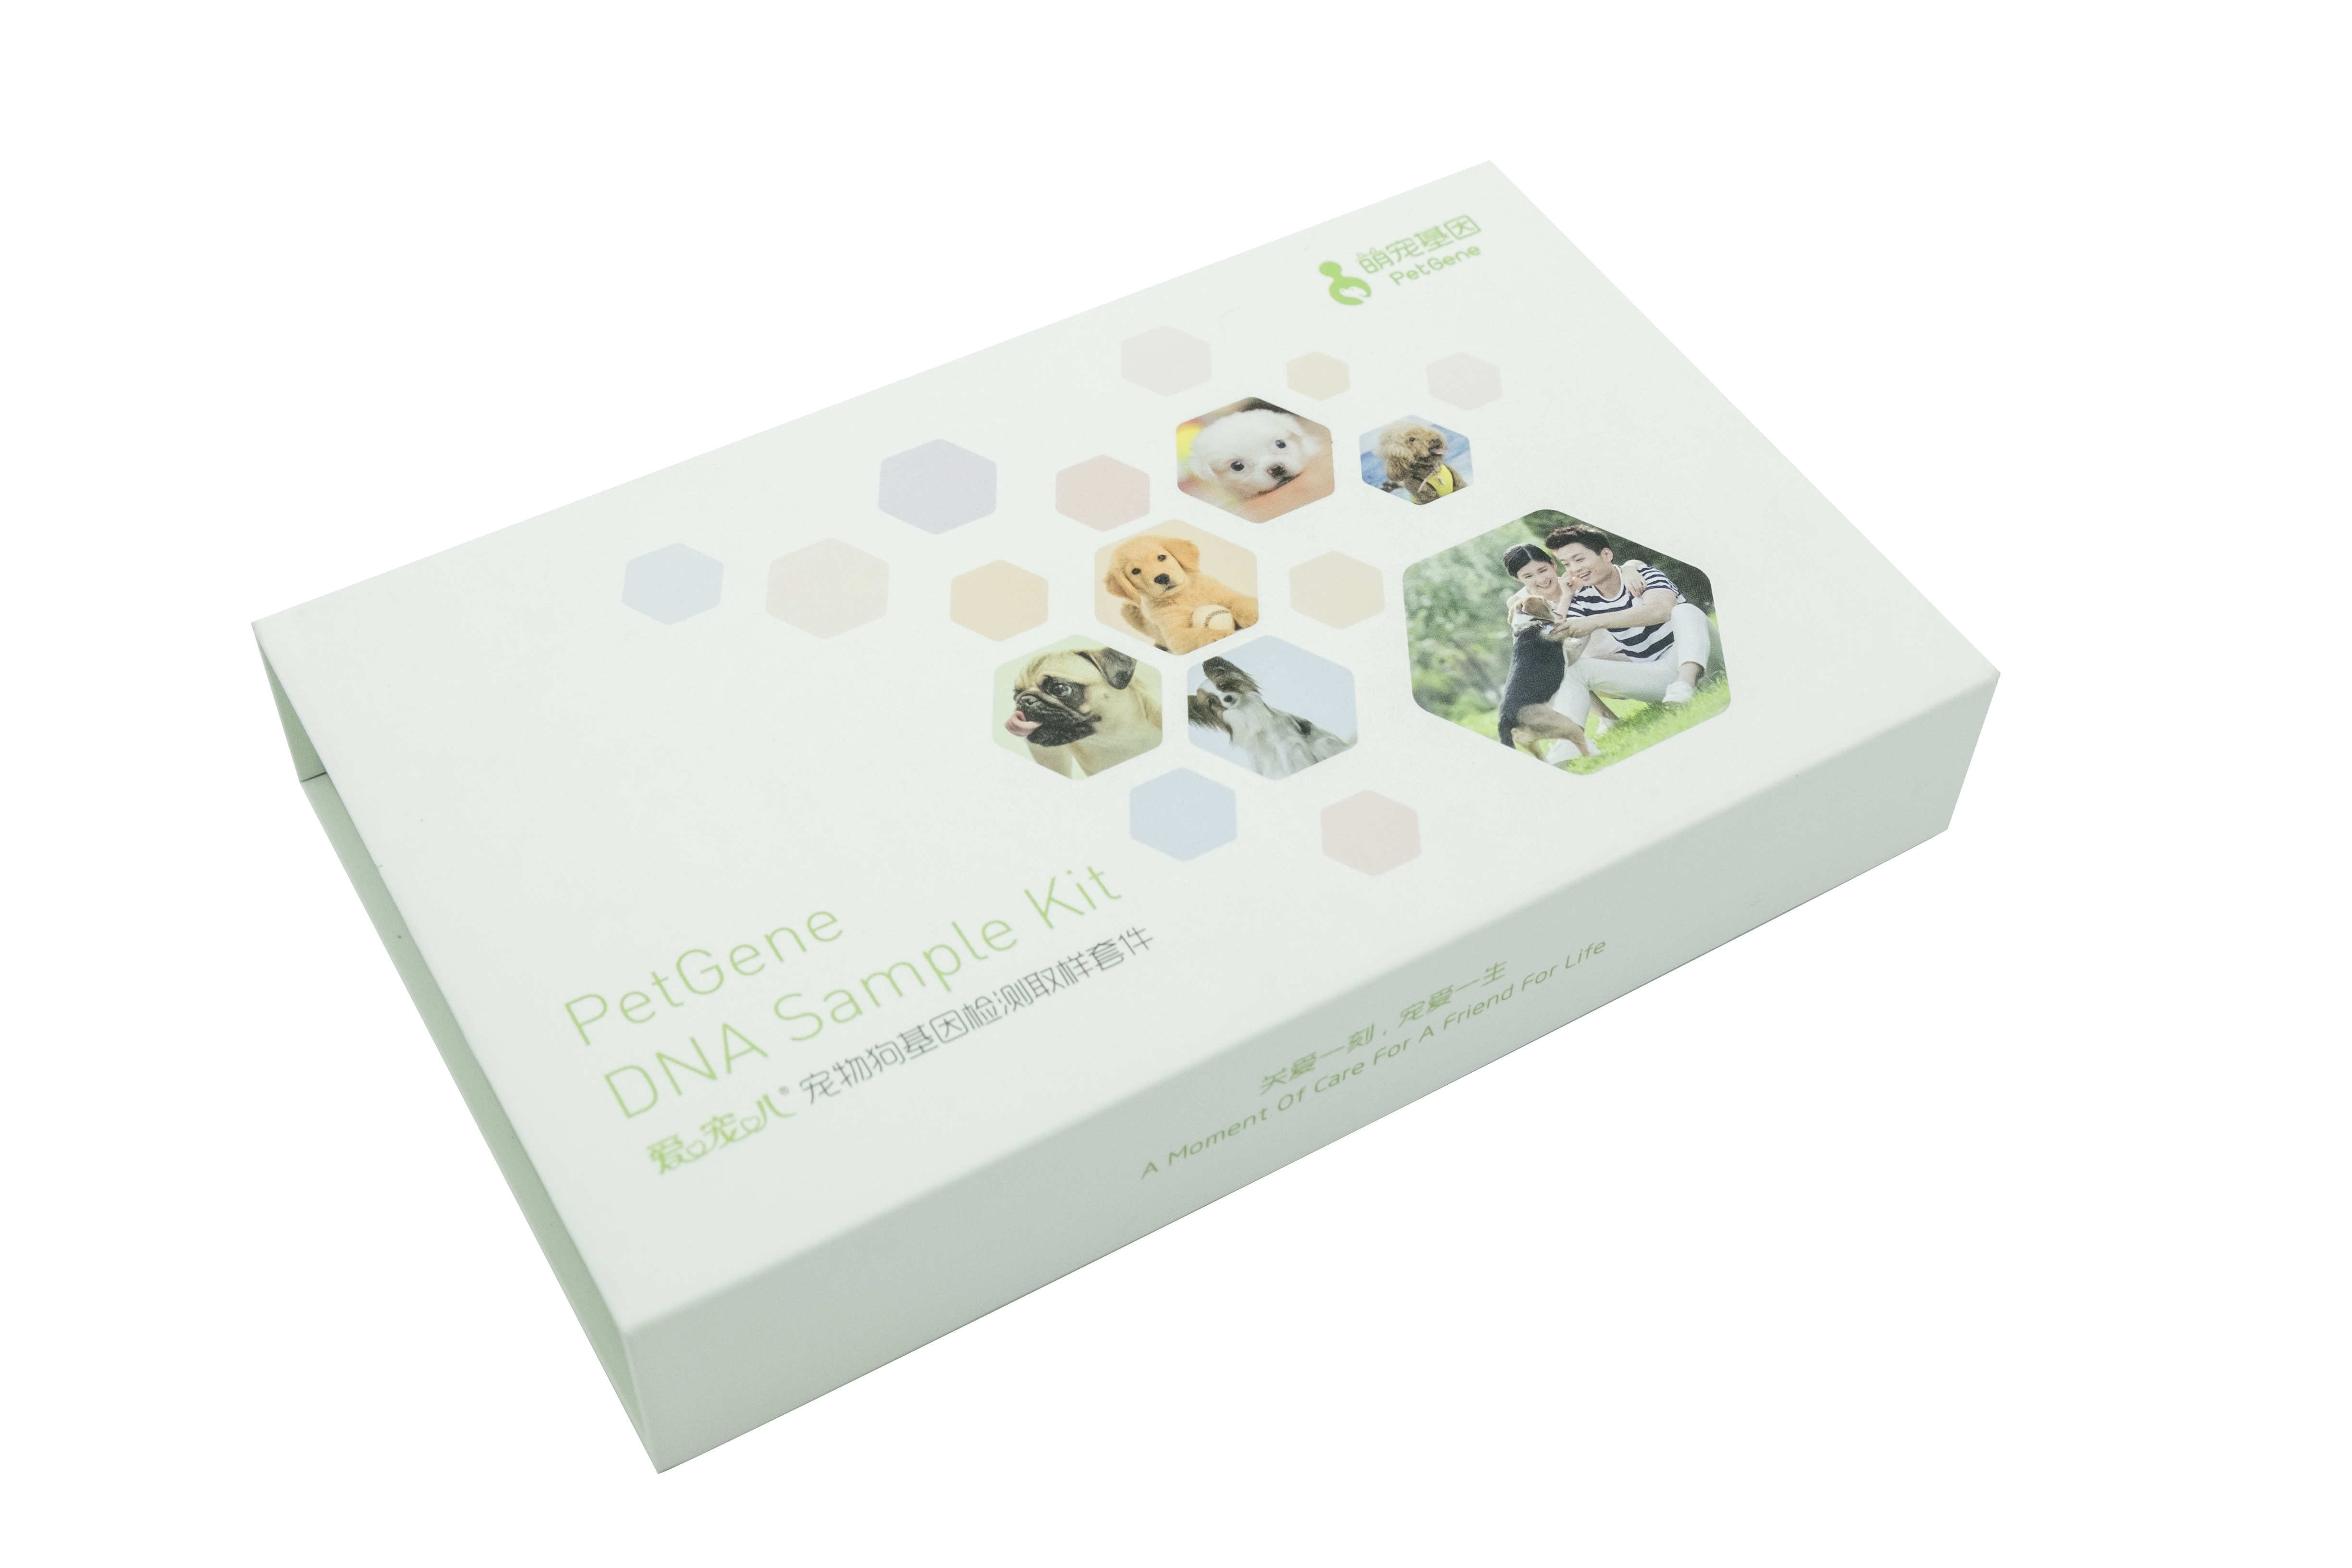 萌宠基因
PetGene
PetGene
DNA Sample Kit
爱宠儿® 宠物狗基因检测取样套件
关爱一刻，宠爱一生
A Moment Of Care For A Friend For Life